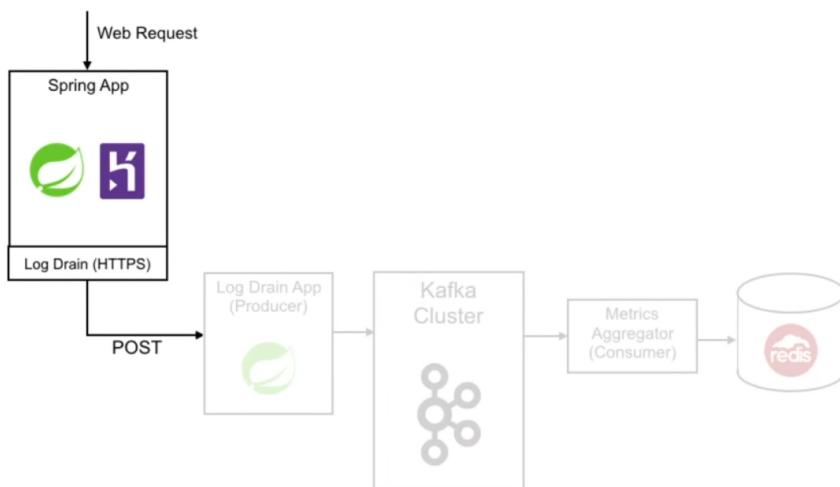 Web Request
Spring App
Log Drain (HTTPS)
POST
Log Drain App
(Producer)
Kafka
Cluster
Metrics
Aggregator
(Consumer)
redis